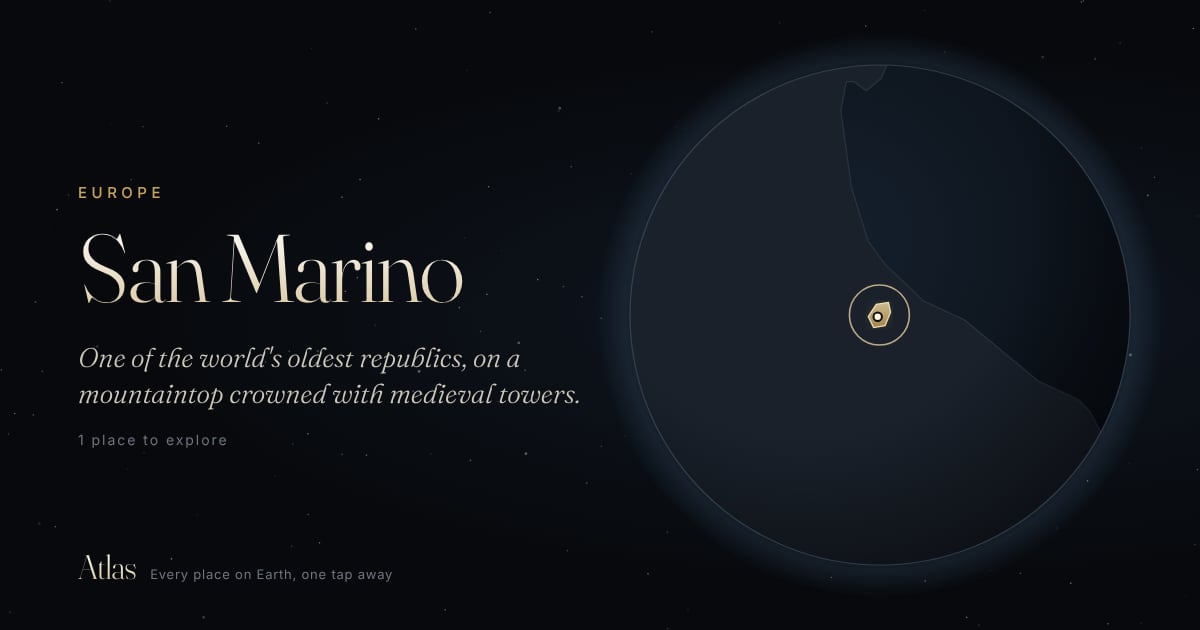 EUROPE
San Marino
One of the world's oldest republics, on a
mountaintop crowned with medieval towers.
1 place to explore
Atlas Every place on Earth, one tap away